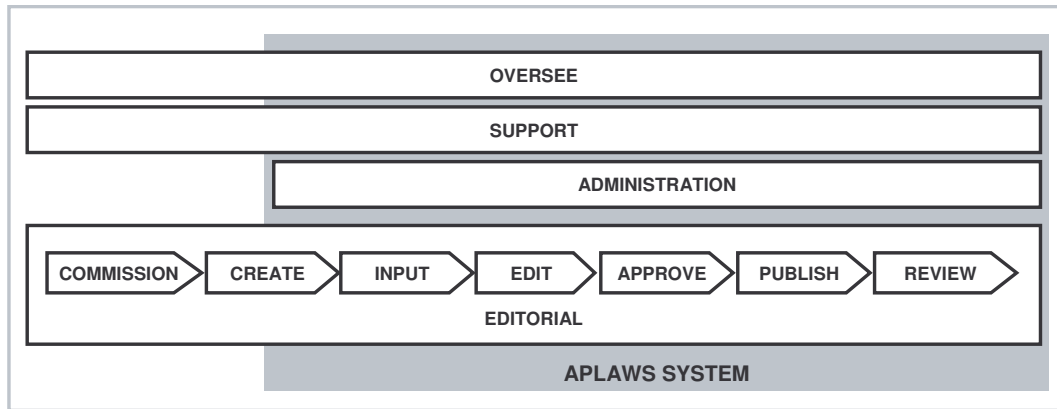 OVERSEE
SUPPORT
ADMINISTRATION
COMMISSION CREATE INPUT EDIT APPROVE PUBLISH REVIEW
EDITORIAL
APLAWS SYSTEM